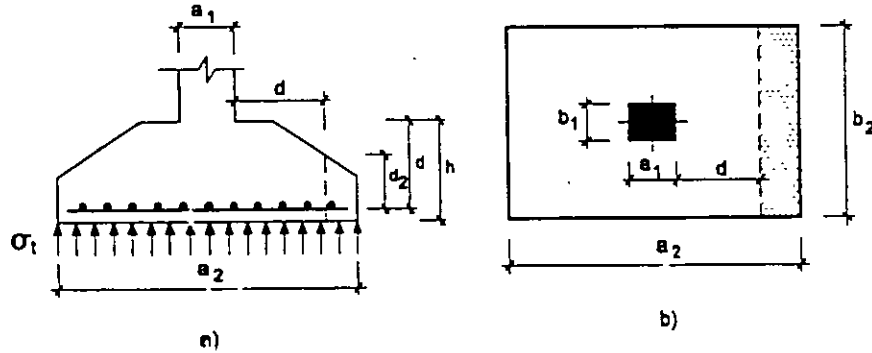 a₁
d
d₂
d
h
σₜ
a₂
a)
b₁
b₂
a₁
d
a₂
b)